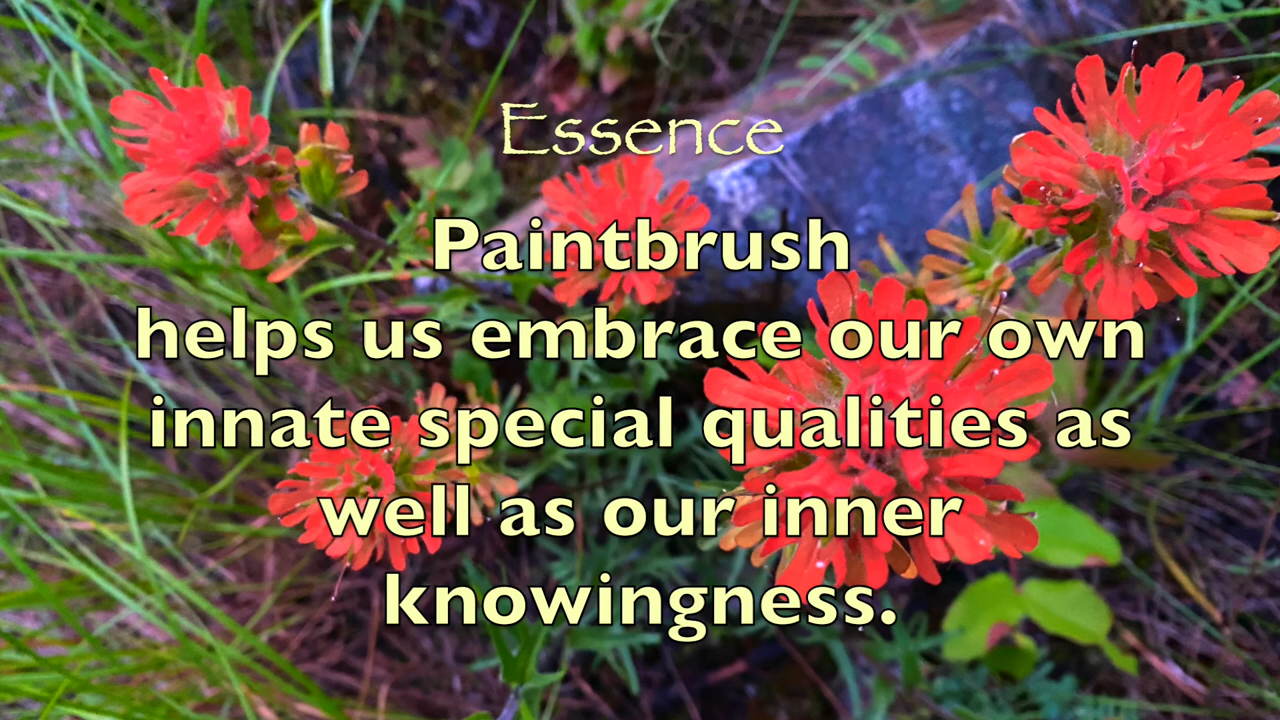 Essence
Paintbrush
helps us embrace our own
innate special qualities as
well as our inner
knowingness.